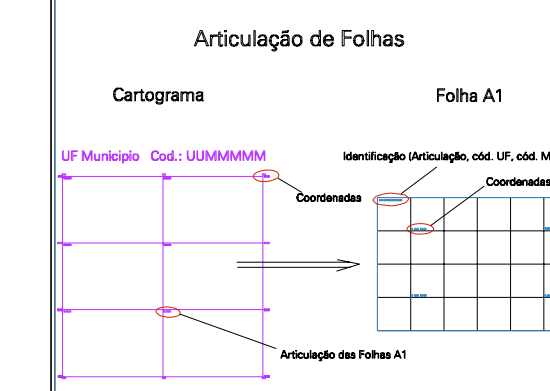 Articulação de Folhas
Cartograma
Folha A1
UF Municipio Cod.: UUMMMMM
Identificação (Articulação, cód. UF, cód. M
Coordenadas
Coordenadas
Articulação das Folhas A1